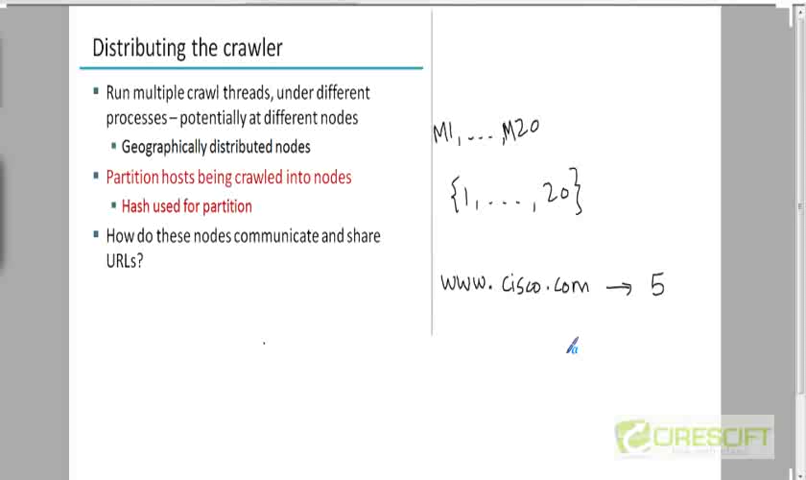 Distributing the crawler
▪ Run multiple crawl threads, under different
processes – potentially at different nodes
▪ Geographically distributed nodes
▪ Partition hosts being crawled into nodes
▪ Hash used for partition
▪ How do these nodes communicate and share
URLs?
M1, ..., M20
{1, ..., 20}
www.cisco.com → 5